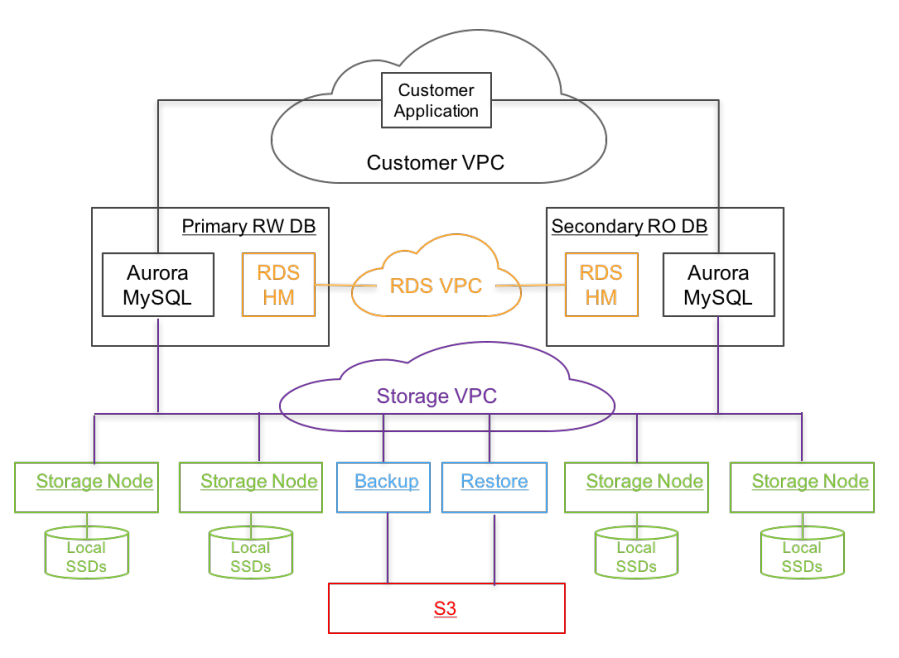 Customer
Application
Customer VPC
Primary RW DB
Secondary RO DB
Aurora
MySQL
RDS
HM
RDS VPC
RDS
HM
Aurora
MySQL
Storage VPC
Storage Node
Storage Node
Backup
Restore
Storage Node
Storage Node
Local
SSDs
Local
SSDs
Local
SSDs
Local
SSDs
S3